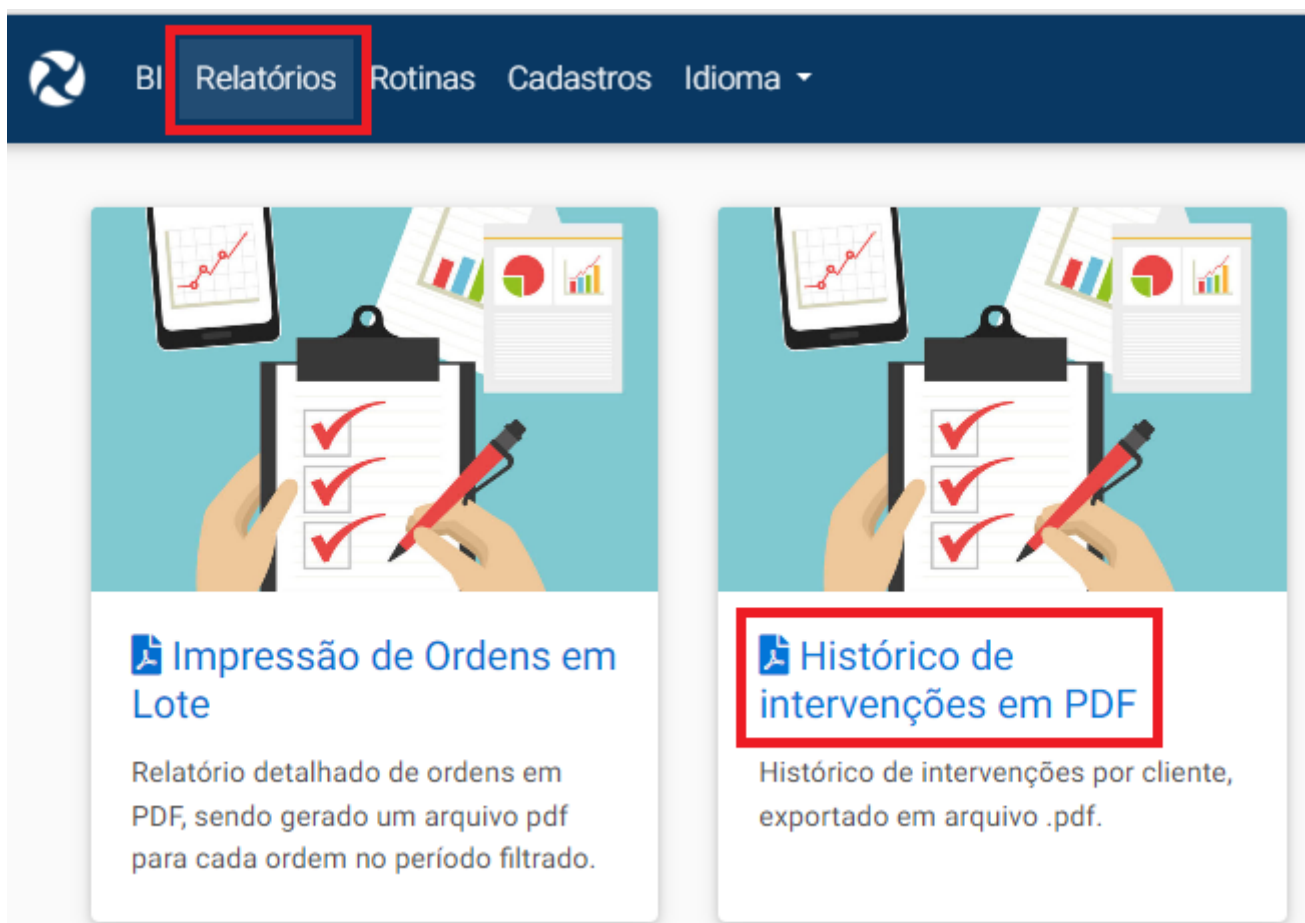 BI Relatórios Rotinas Cadastros Idioma
Impressão de Ordens em
Lote
Relatório detalhado de ordens em
PDF, sendo gerado um arquivo pdf
para cada ordem no período filtrado.
Histórico de
intervenções em PDF
Histórico de intervenções por cliente,
exportado em arquivo .pdf.